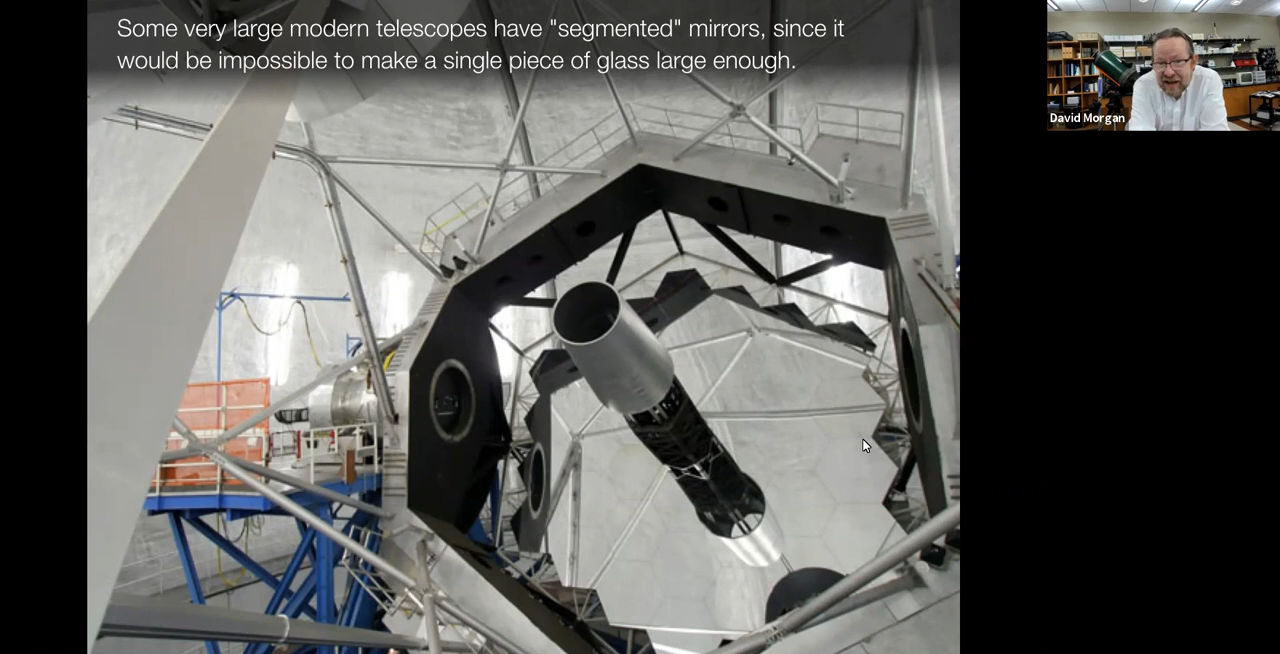 Some very large modern telescopes have "segmented" mirrors, since it
would be impossible to make a single piece of glass large enough.
David Morgan